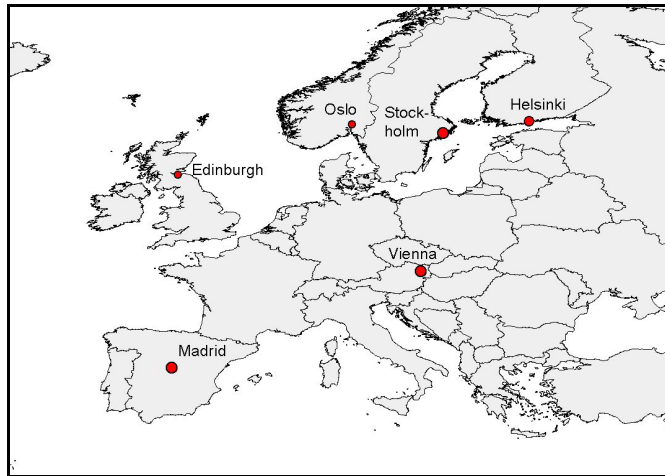 Oslo
Stock-
holm
Helsinki
Edinburgh
Vienna
Madrid